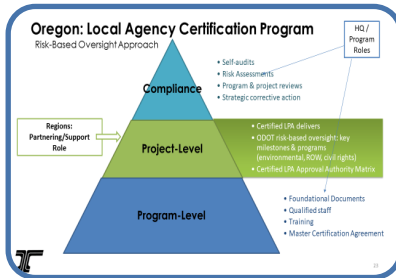 Oregon: Local Agency Certification Program
Risk-Based Oversight Approach
HQ /
Program
Roles
• Self-audits
• Risk Assessments
• Program & project reviews
• Strategic corrective action
Compliance
Regions:
Partnering/Support
Role
Project-Level
• Certified LPA delivers
• ODOT risk-based oversight: key
milestones & programs
(environmental, ROW, civil rights)
• Certified LPA Approval Authority Matrix
Program-Level
• Foundational Documents
• Qualified staff
• Training
• Master Certification Agreement